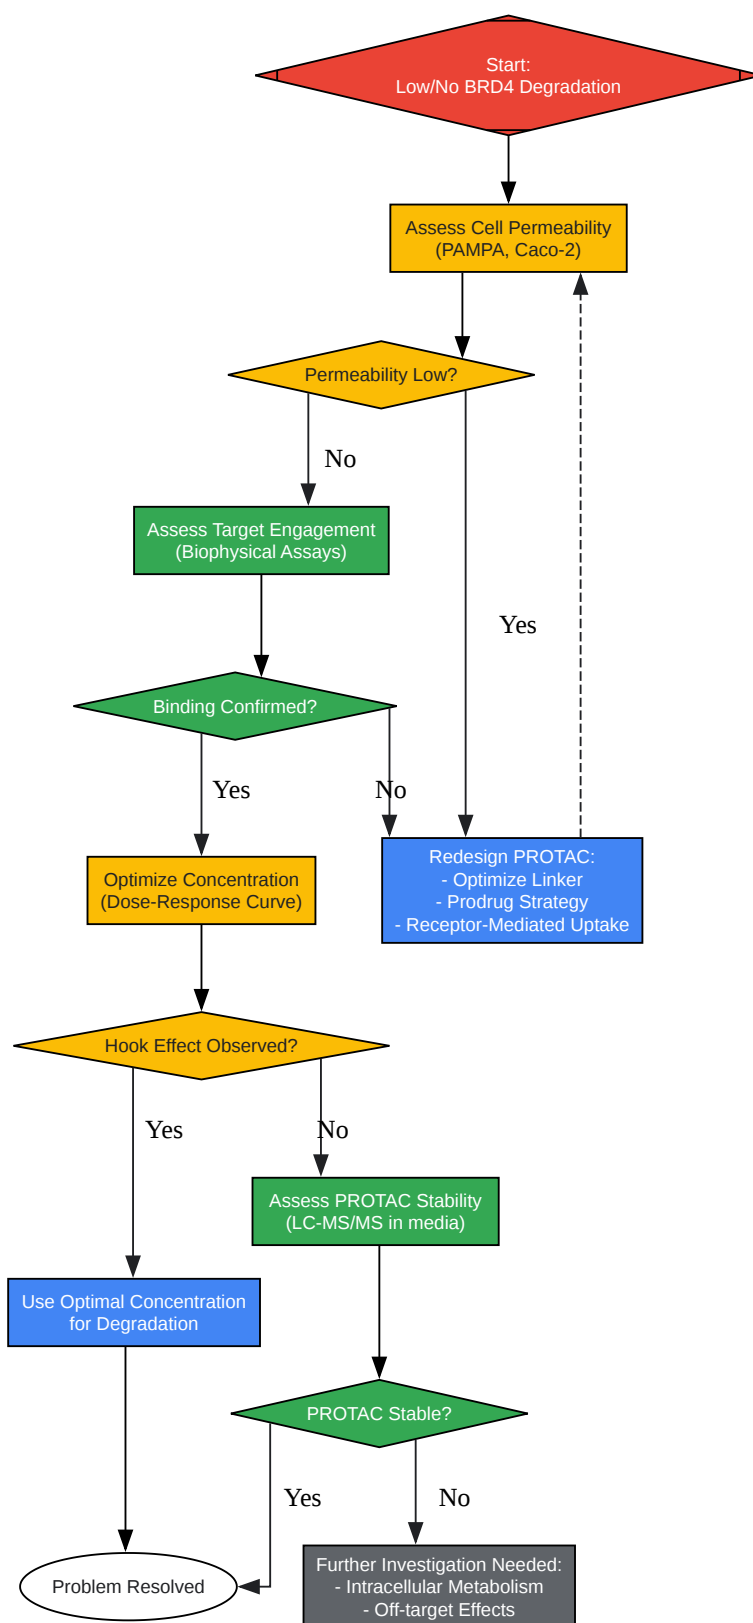 Start:
Low/No BRD4 Degradation
Assess Cell Permeability
(PAMPA, Caco-2)
Permeability Low?
No
Assess Target Engagement
(Biophysical Assays)
Yes
Binding Confirmed?
Yes
No
Optimize Concentration
(Dose-Response Curve)
Redesign PROTAC:
- Optimize Linker
- Prodrug Strategy
- Receptor-Mediated Uptake
Hook Effect Observed?
Yes
No
Assess PROTAC Stability
(LC-MS/MS in media)
Use Optimal Concentration
for Degradation
PROTAC Stable?
Yes
No
Problem Resolved
Further Investigation Needed:
- Intracellular Metabolism
- Off-target Effects